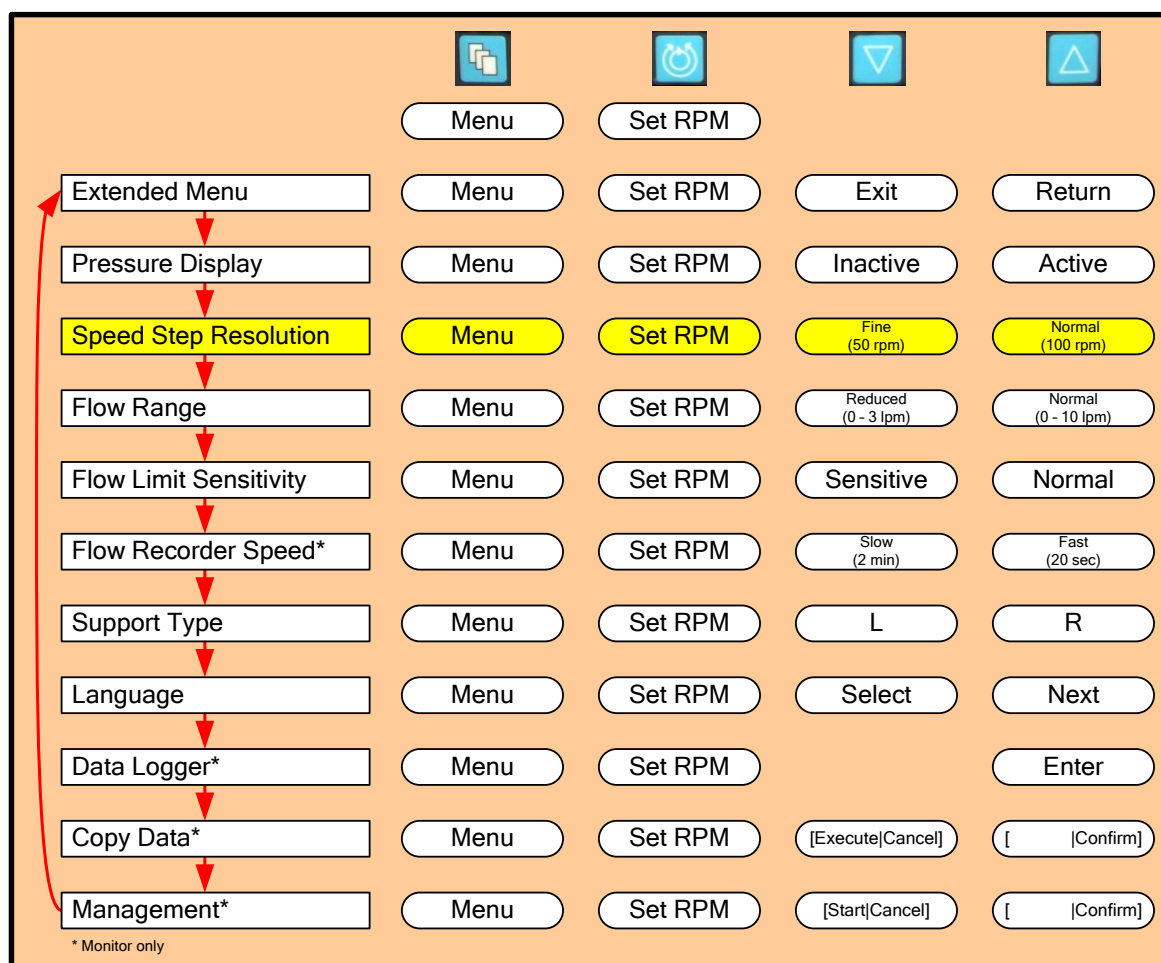 Menu Set RPM
Extended Menu Menu Set RPM Exit Return
Pressure Display Menu Set RPM Inactive Active
Speed Step Resolution Menu Set RPM Fine (50 rpm) Normal (100 rpm)
Flow Range Menu Set RPM Reduced (0 - 3 lpm) Normal (0 - 10 lpm)
Flow Limit Sensitivity Menu Set RPM Sensitive Normal
Flow Recorder Speed* Menu Set RPM Slow (2 min) Fast (20 sec)
Support Type Menu Set RPM L R
Language Menu Set RPM Select Next
Data Logger* Menu Set RPM Enter
Copy Data* Menu Set RPM [Execute|Cancel] [ |Confirm]
Management* Menu Set RPM [Start|Cancel] [ |Confirm]
* Monitor only